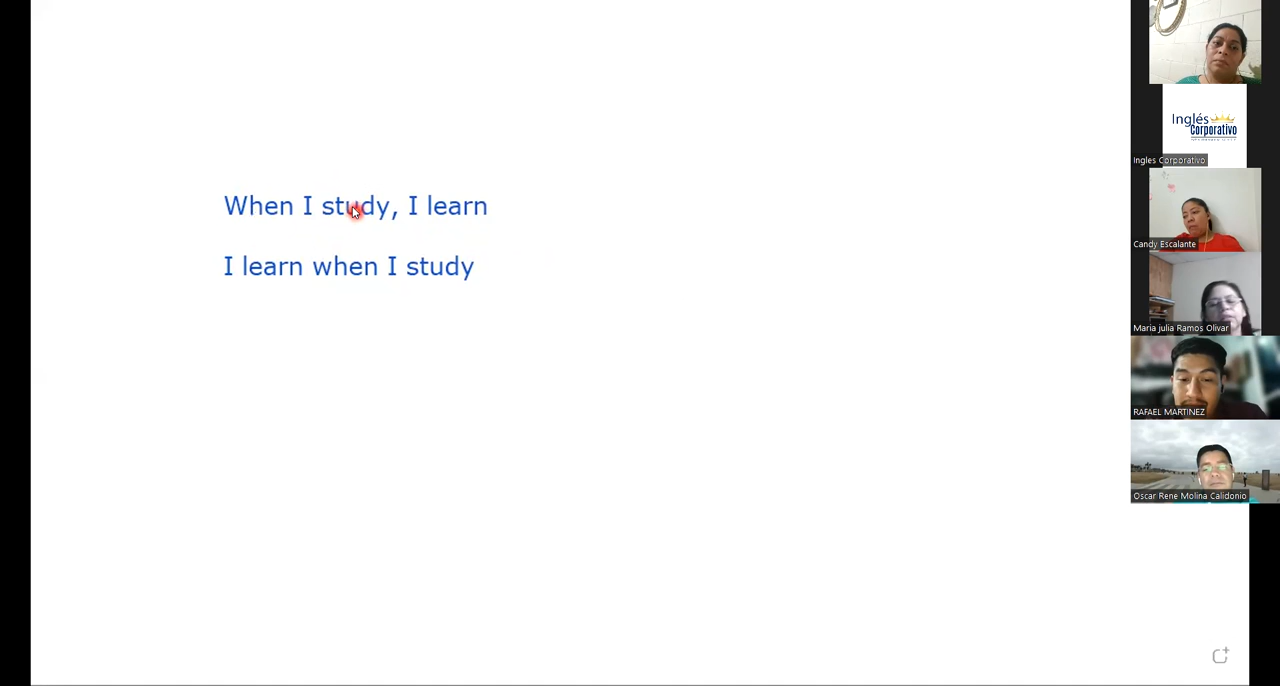 When I study, I learn
I learn when I study
Inglés
Corporativo
Ingles Corporativo
Candy Escalante
Maria julia Ramos Olivar
RAFAEL MARTINEZ
Oscar Rene Molina Calidonio